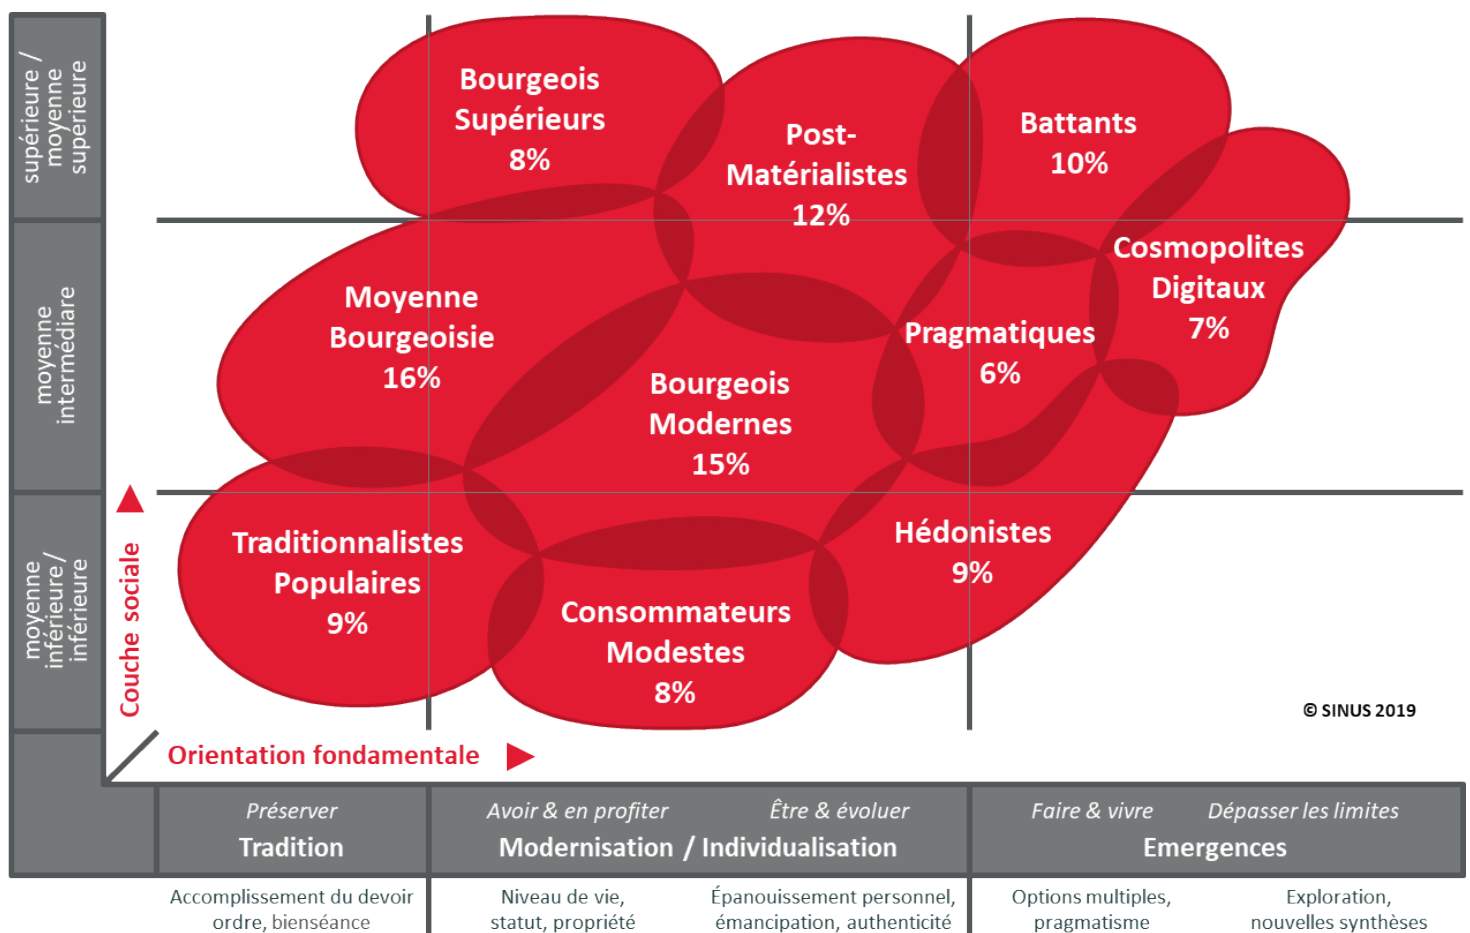 supérieure /
moyenne
supérieure
moyenne
intermédiare
moyenne
inférieure /
inférieure
Couche sociale
Bourgeois
Supérieurs
8%
Post-
Matérialistes
12%
Battants
10%
Cosmopolites
Digitaux
7%
Moyenne
Bourgeoisie
16%
Pragmatiques
6%
Bourgeois
Modernes
15%
Traditionnalistes
Populaires
9%
Consommateurs
Modestes
8%
Hédonistes
9%
© SINUS 2019
Orientation fondamentale
Préserver
Tradition
Avoir & en profiter
Être & évoluer
Modernisation / Individualisation
Faire & vivre
Dépasser les limites
Emergences
Accomplissement du devoir
ordre, bienséance
Niveau de vie,
statut, propriété
Épanouissement personnel,
émancipation, authenticité
Options multiples,
pragmatisme
Exploration,
nouvelles synthèses